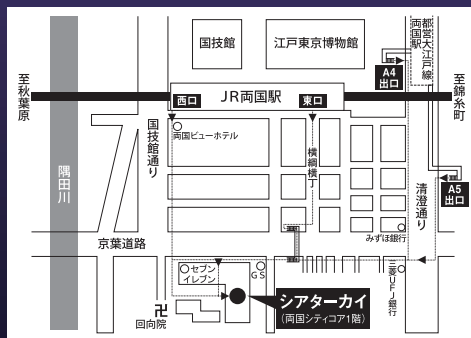 国技館
江戸東京博物館
都営大江戸線
両国駅
A4
出口
至秋葉原
西口
JR両国駅
東口
至錦糸町
国技館通り
両国ビューホテル
横綱横丁
清澄通り
A5
出口
隅田川
みずほ銀行
京葉道路
セブン
イレブン
GS
三菱UFJ銀行
シアターカイ
(両国シティコア1階)
卍
回向院